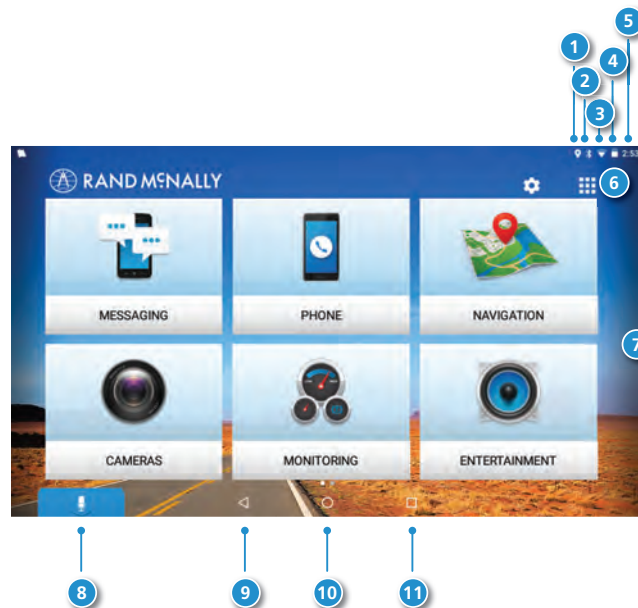 5
1
4
2
3
2:53
RAND MCNALLY
6
MESSAGING
PHONE
NAVIGATION
7
CAMERAS
MONITORING
ENTERTAINMENT
8
9
10
11